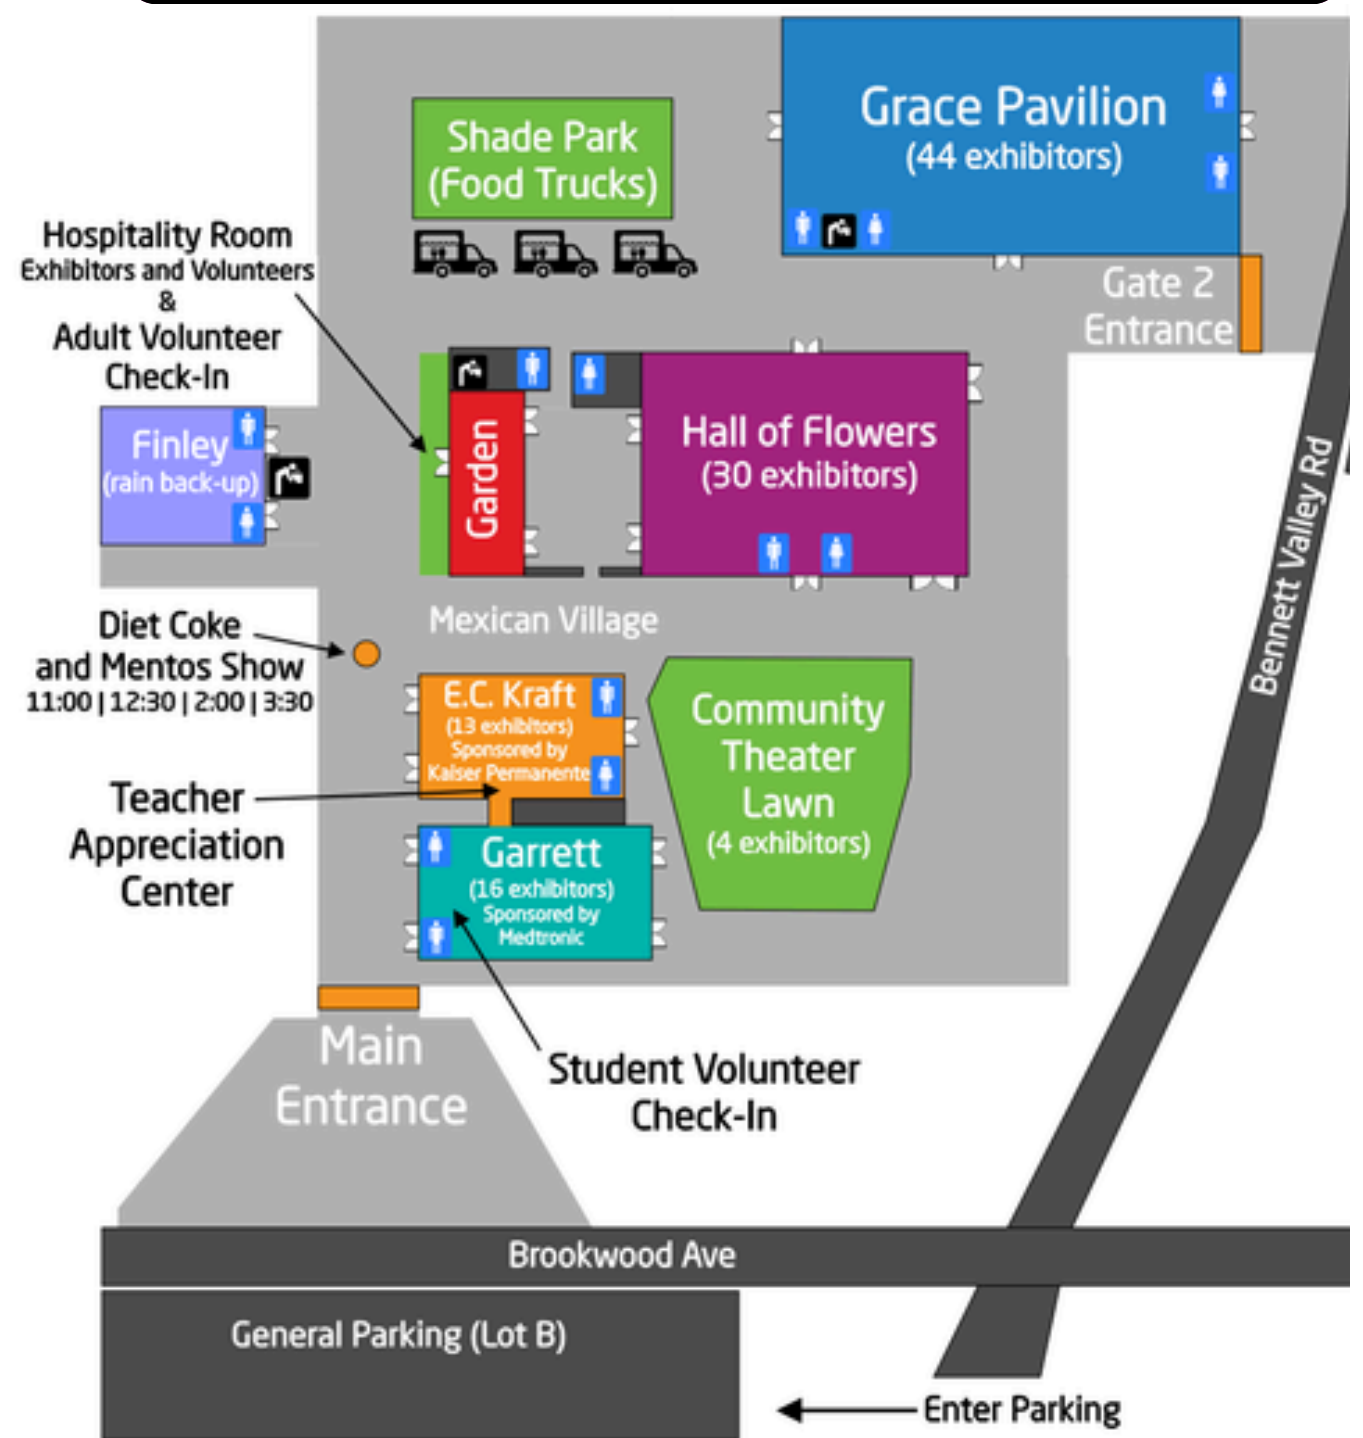 Grace Pavilion
(44 exhibitors)
Shade Park
(Food Trucks)
Hospitality Room
Exhibitors and Volunteers
&
Adult Volunteer
Check-In
Gate 2
Entrance
Finley
(rain back-up)
Garden
Hall of Flowers
(30 exhibitors)
Bennett Valley Rd
Mexican Village
Diet Coke
and Mentos Show
11:00 | 12:30 | 2:00 | 3:30
E.C. Kraft
(13 exhibitors)
Sponsored by
Kaiser Permanente
Community
Theater
Lawn
(4 exhibitors)
Teacher
Appreciation
Center
Garrett
(16 exhibitors)
Sponsored by
Medtronic
Main
Entrance
Student Volunteer
Check-In
Brookwood Ave
General Parking (Lot B)
Enter Parking